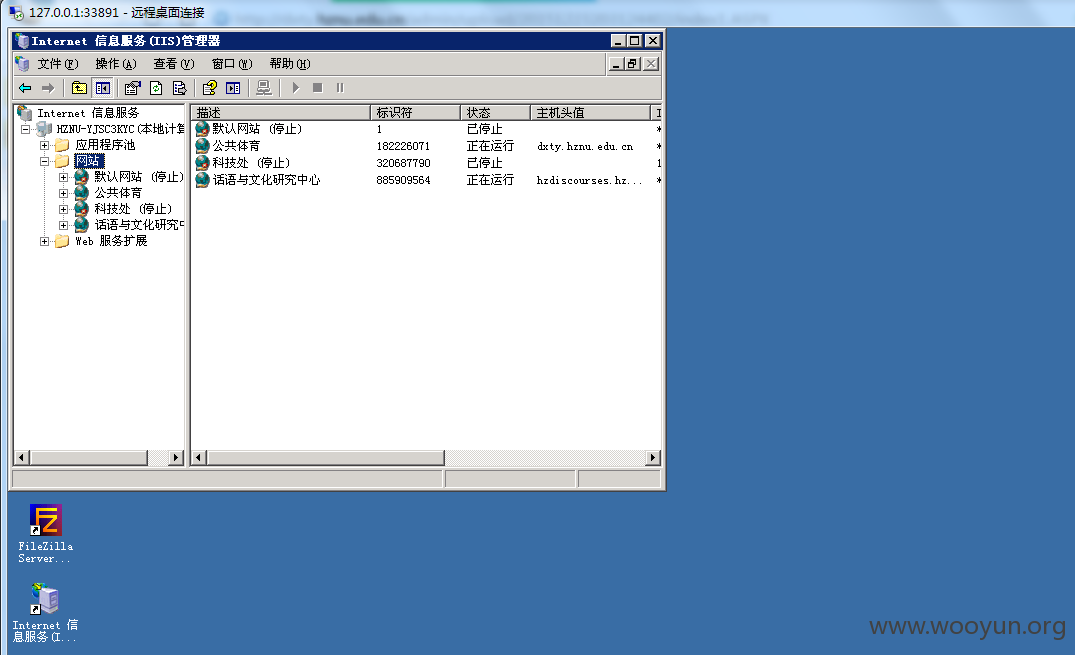 127.0.0.1:33891 - 远程桌面连接
Internet 信息服务(IIS)管理器
文件(F) 操作(A) 查看(V) 窗口(W) 帮助(H)
Internet 信息服务
HZNU-YJSC3KYC(本地计算
应用程序池
网站
默认网站 (停止)
公共体育
科技处 (停止)
话语与文化研究中
Web 服务扩展
描述 标识符 状态 主机头值 I
默认网站 (停止) 1 已停止 *
公共体育 182226071 正在运行 dxty.hznu.edu.cn *
科技处 (停止) 320687790 已停止 1
话语与文化研究中心 885909564 正在运行 hzdiscourses.hz... *
FileZilla
Server...
Internet 信
息服务(I...
www.wooyun.org